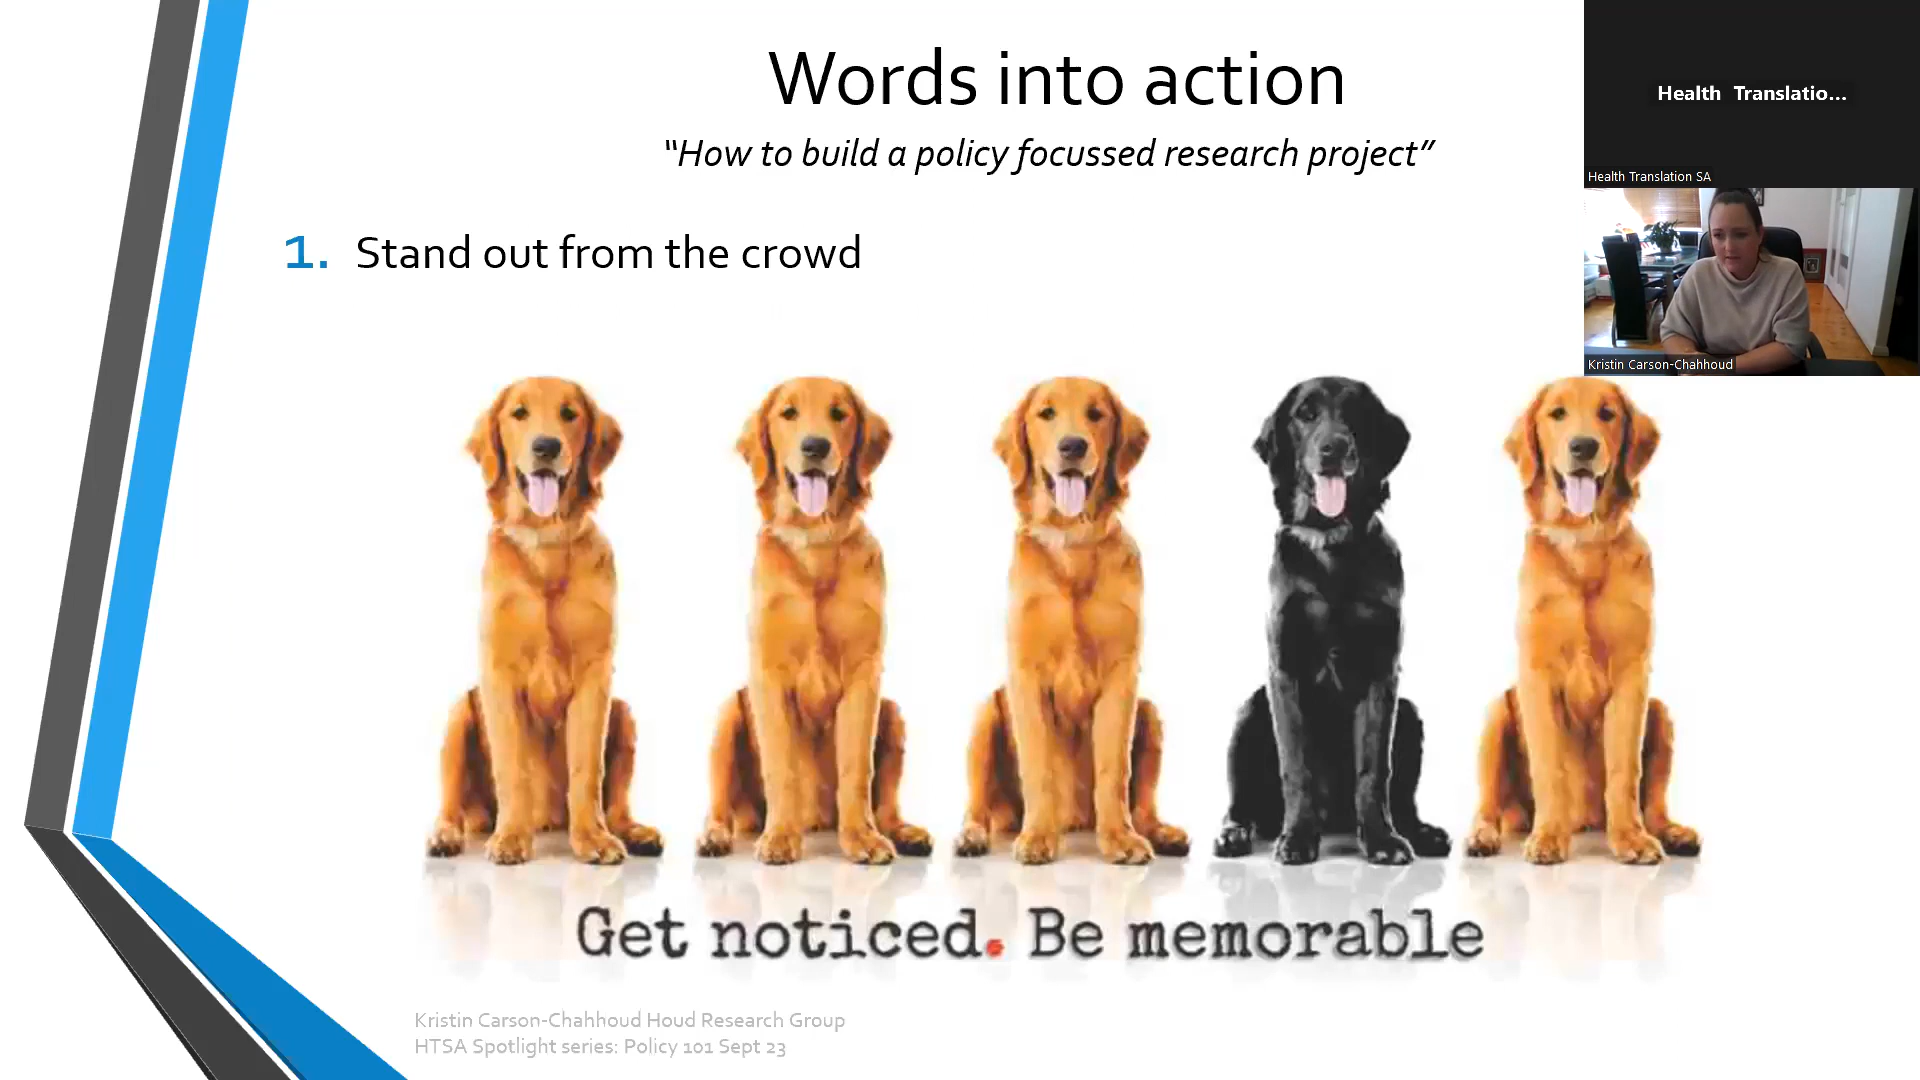 Words into action
“How to build a policy focussed research project”
1. Stand out from the crowd
Get noticed. Be memorable
Kristin Carson-Chahhoud Houd Research Group
HTSA Spotlight series: Policy 101 Sept 23
Health Translatio...
Health Translation SA
Kristin Carson-Chahhoud